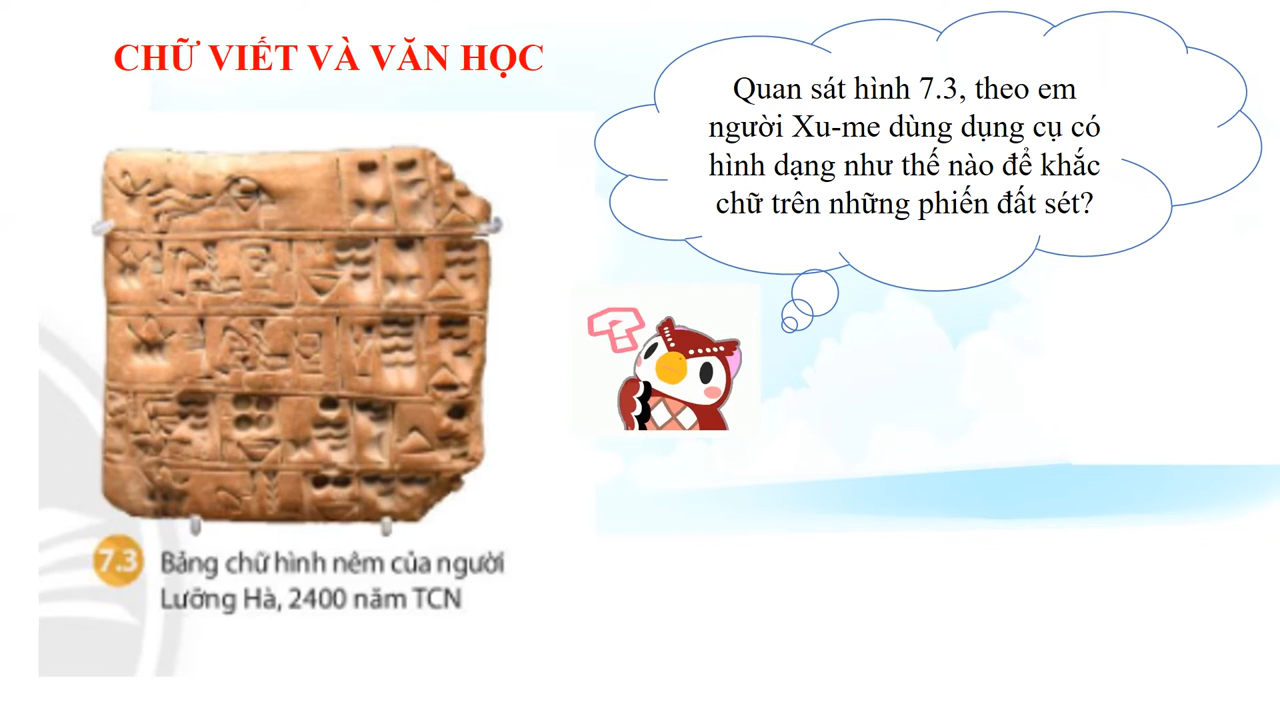 CHỮ VIẾT VÀ VĂN HỌC
Quan sát hình 7.3, theo em
người Xu-me dùng dụng cụ có
hình dạng như thế nào để khắc
chữ trên những phiến đất sét?
7.3 Bảng chữ hình nêm của người
Lưỡng Hà, 2400 năm TCN